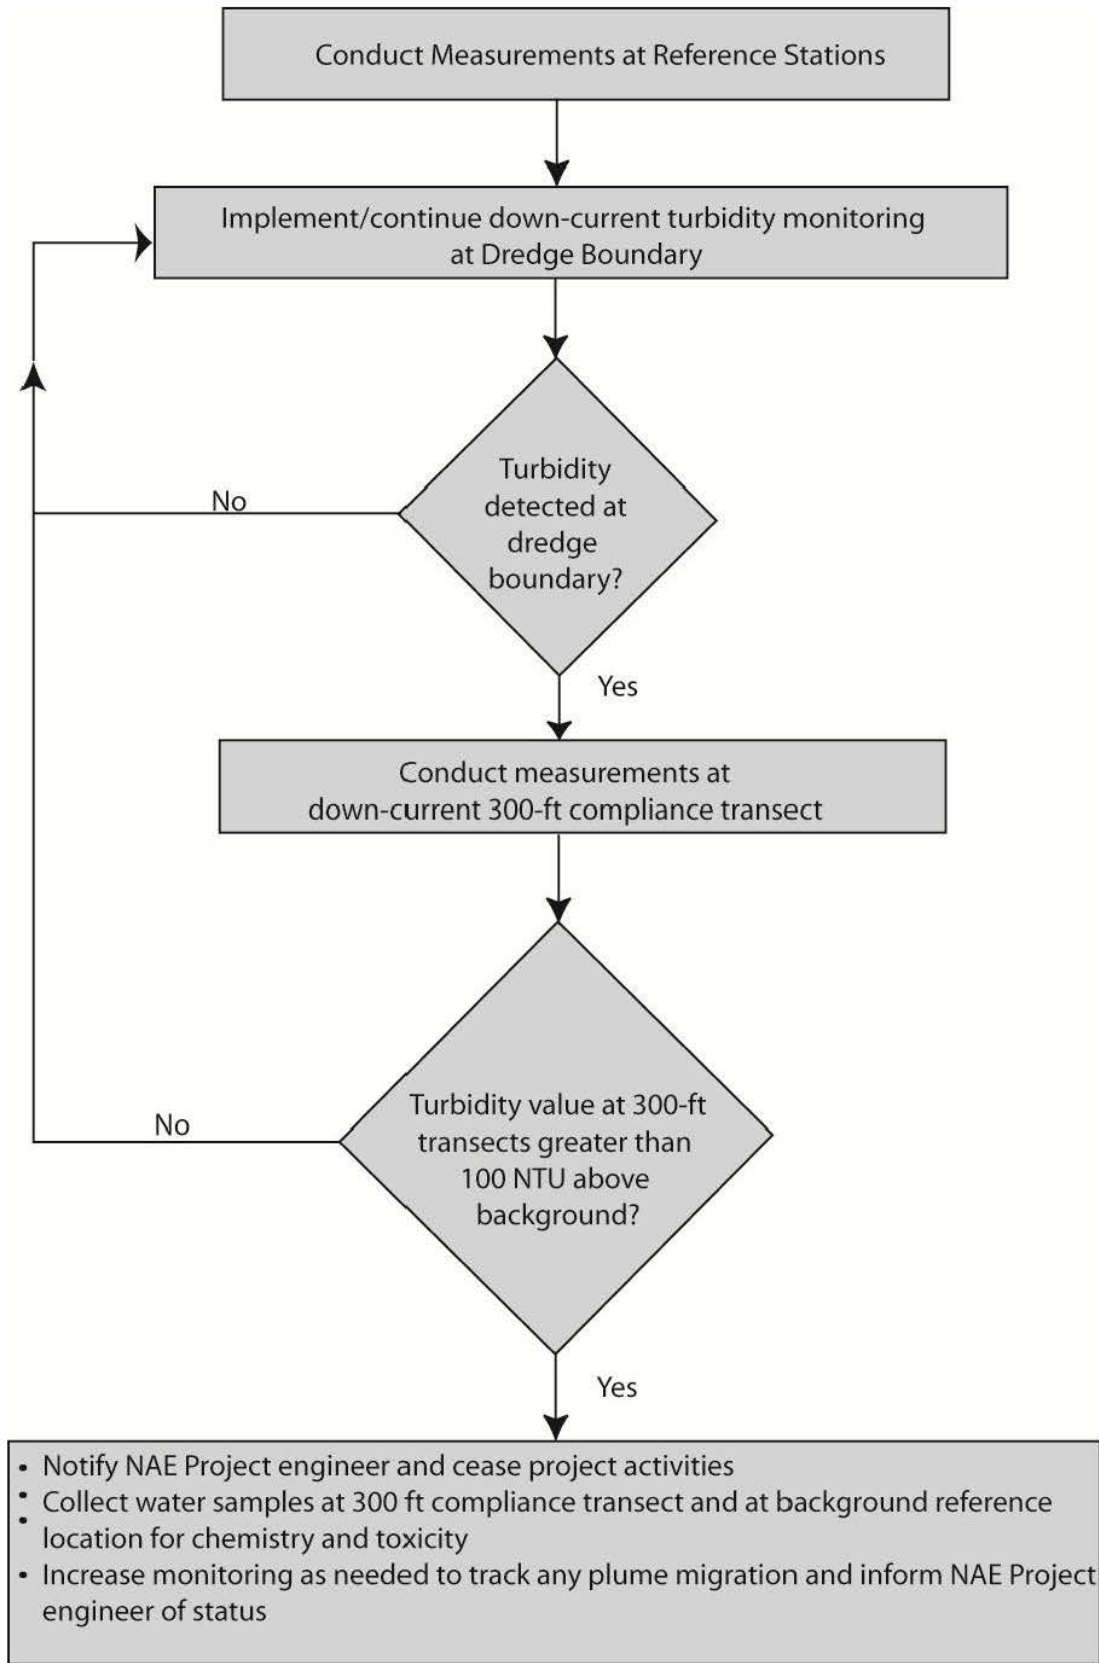 Conduct Measurements at Reference Stations
Implement/continue down-current turbidity monitoring
at Dredge Boundary
Turbidity
detected at
dredge
boundary?
No
Yes
Conduct measurements at
down-current 300-ft compliance transect
Turbidity value at 300-ft
transects greater than
100 NTU above
background?
No
Yes
• Notify NAE Project engineer and cease project activities
• Collect water samples at 300 ft compliance transect and at background reference
• location for chemistry and toxicity
• Increase monitoring as needed to track any plume migration and inform NAE Project
engineer of status